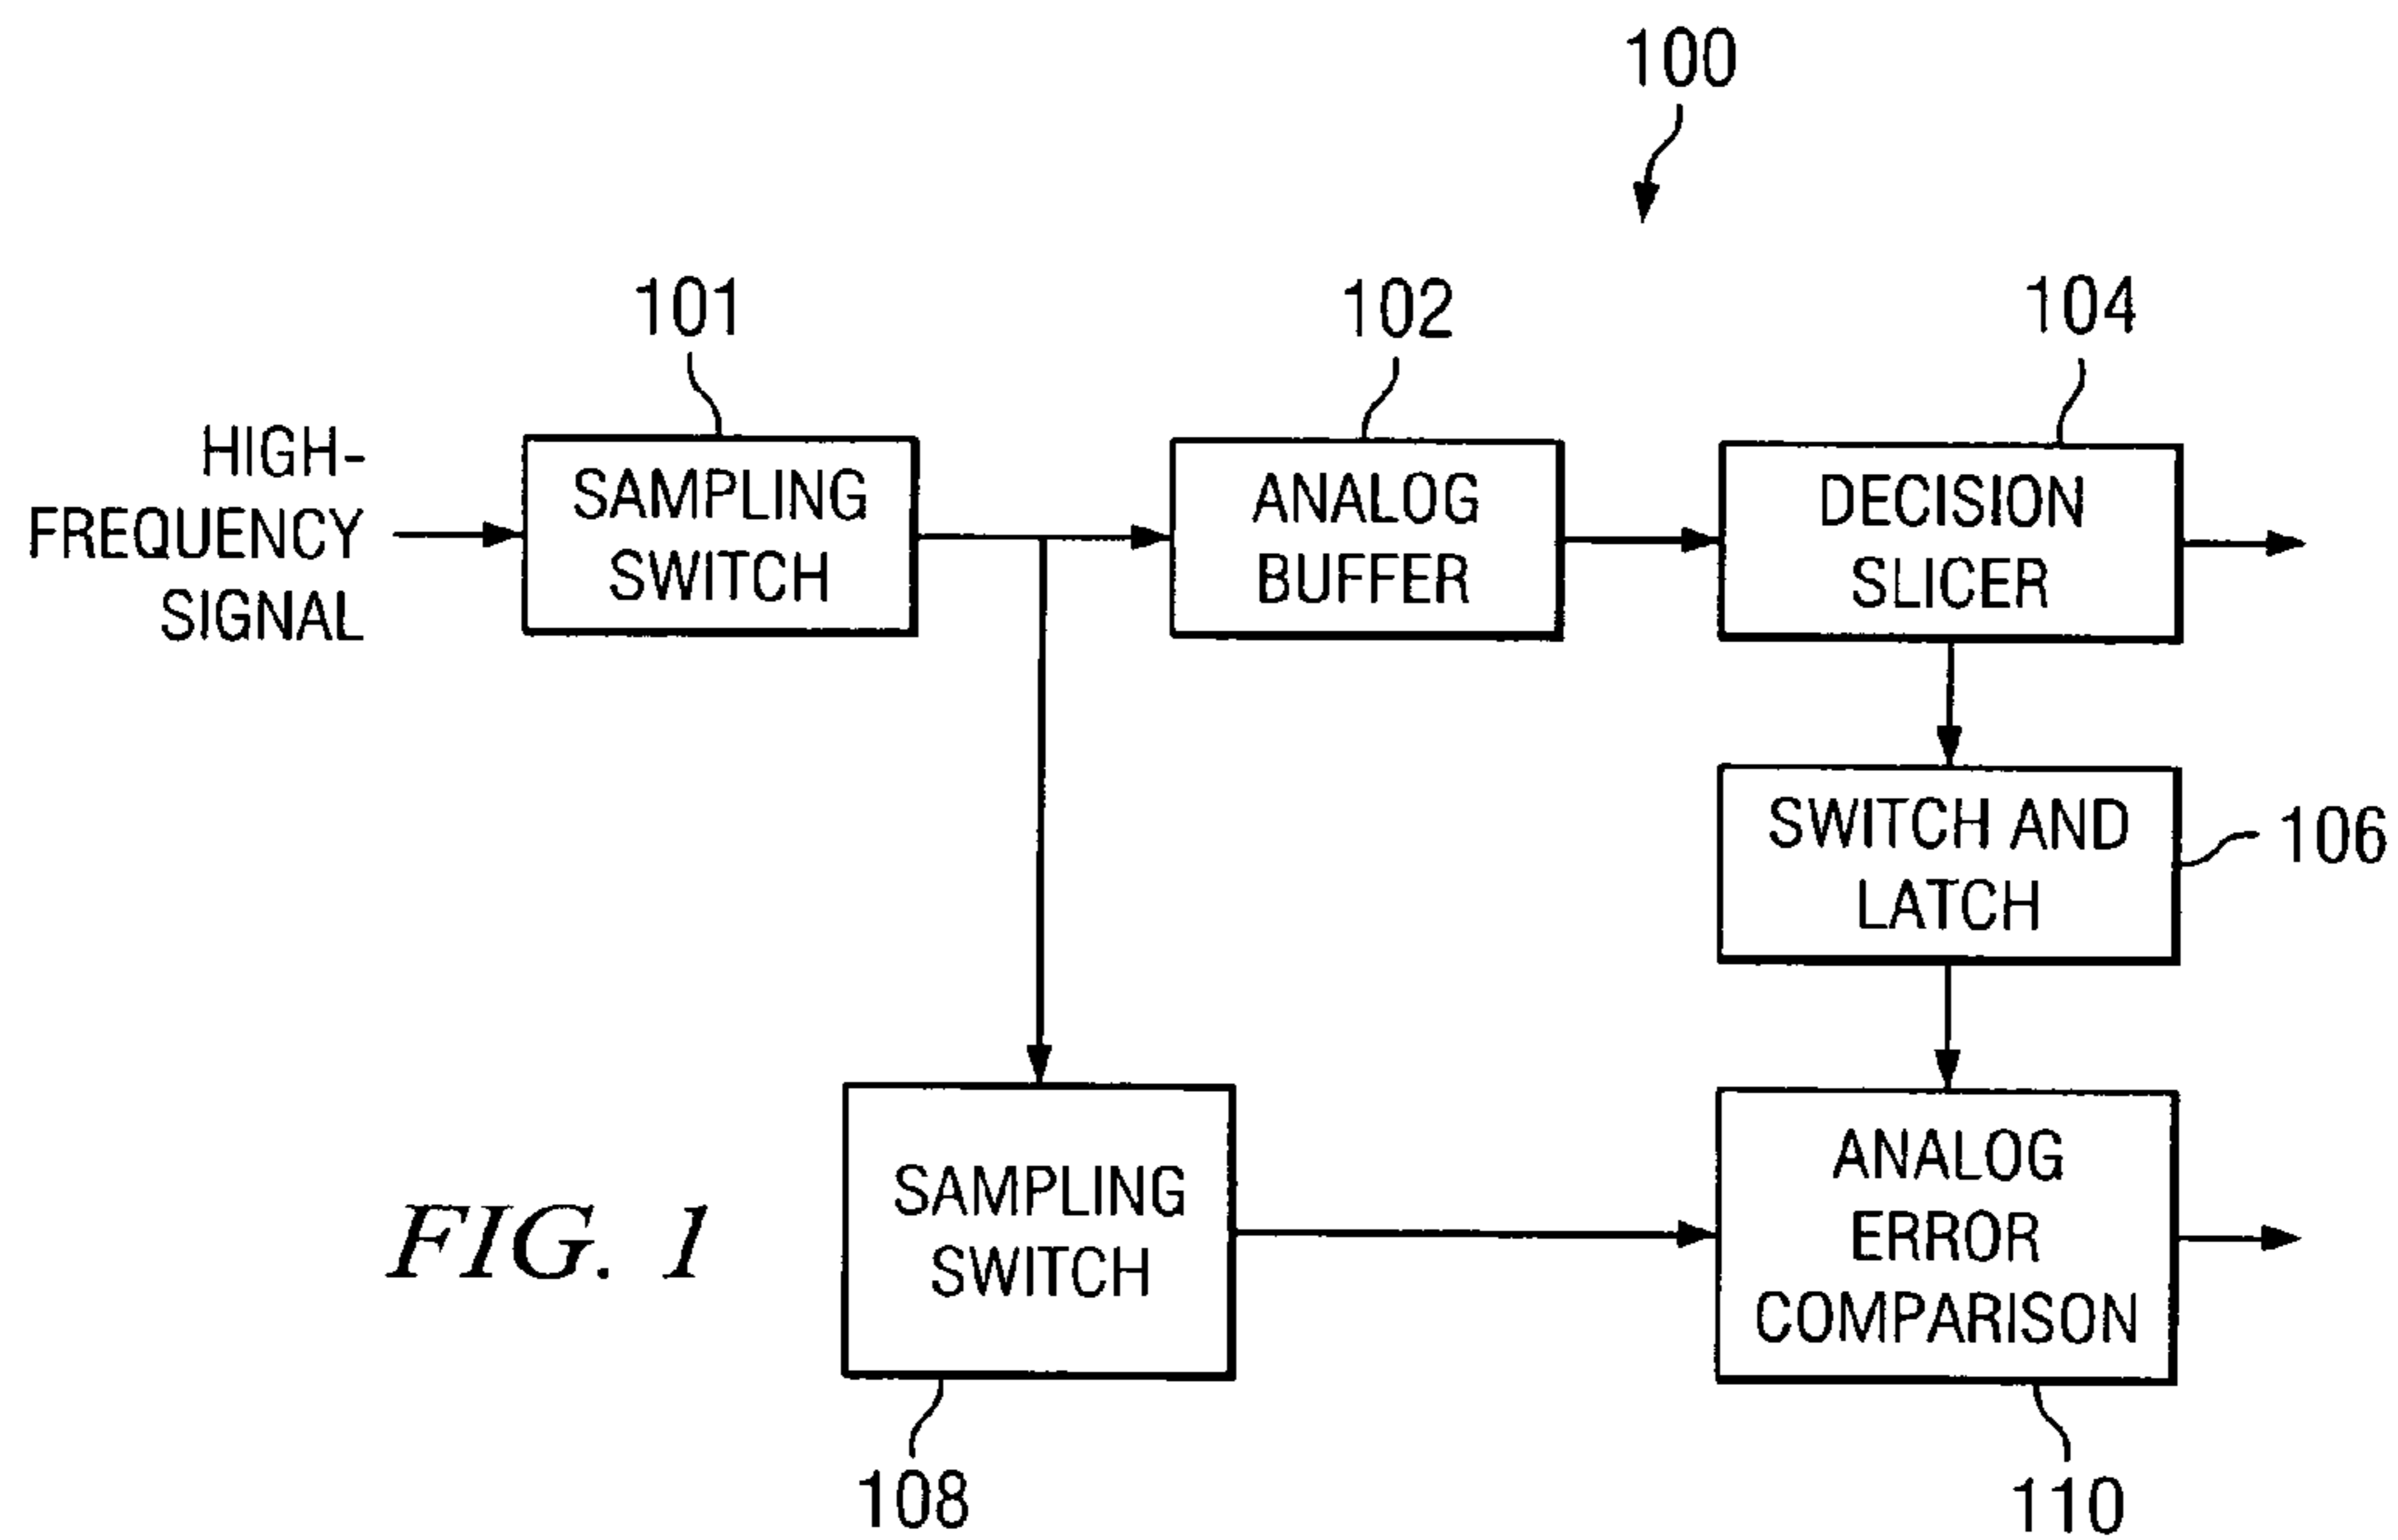 100
101
102
104
HIGH-
FREQUENCY
SIGNAL
SAMPLING
SWITCH
ANALOG
BUFFER
DECISION
SLICER
SWITCH AND
LATCH
106
SAMPLING
SWITCH
ANALOG
ERROR
COMPARISON
FIG. 1
108
110